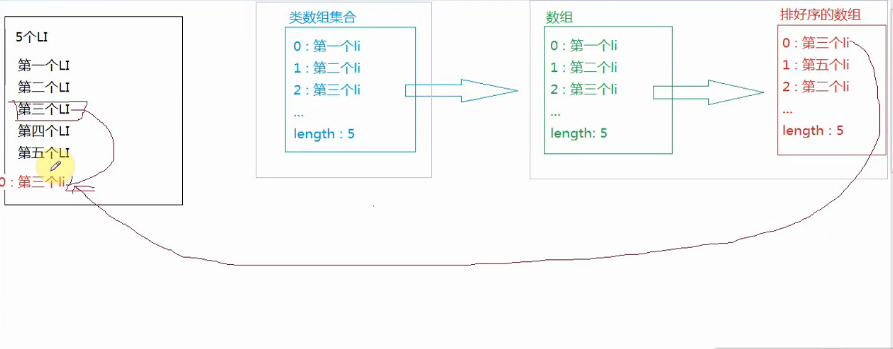 5个LI
第一个LI
第二个LI
第三个LI
第四个LI
第五个LI
0 : 第三个li
类数组集合
0 : 第一个li
1 : 第二个li
2 : 第三个li
...
length : 5
数组
0 : 第一个li
1 : 第二个li
2 : 第三个li
...
length: 5
排好序的数组
0 : 第三个li
1 : 第五个li
2 : 第二个li
...
length : 5